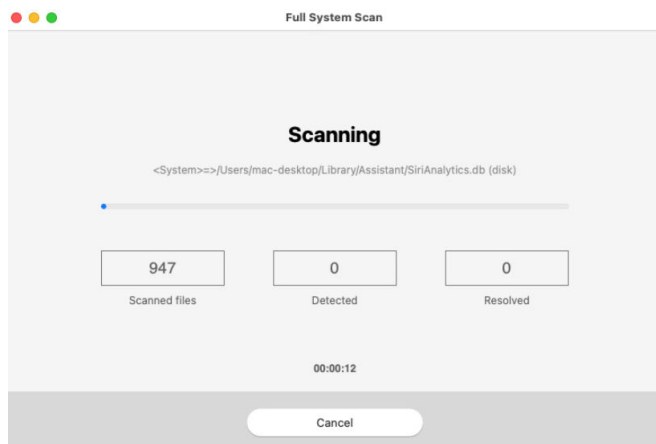 Full System Scan
Scanning
<System>=>/Users/mac-desktop/Library/Assistant/SiriAnalytics.db (disk)
947
0
0
Scanned files
Detected
Resolved
00:00:12
Cancel